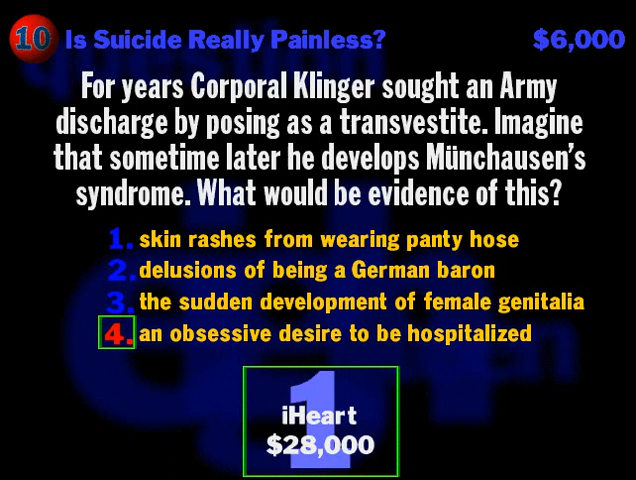 10 Is Suicide Really Painless? $6,000
For years Corporal Klinger sought an Army
discharge by posing as a transvestite. Imagine
that sometime later he develops Münchausen's
syndrome. What would be evidence of this?
1. skin rashes from wearing panty hose
2. delusions of being a German baron
3. the sudden development of female genitalia
4. an obsessive desire to be hospitalized
1
iHeart
$28,000